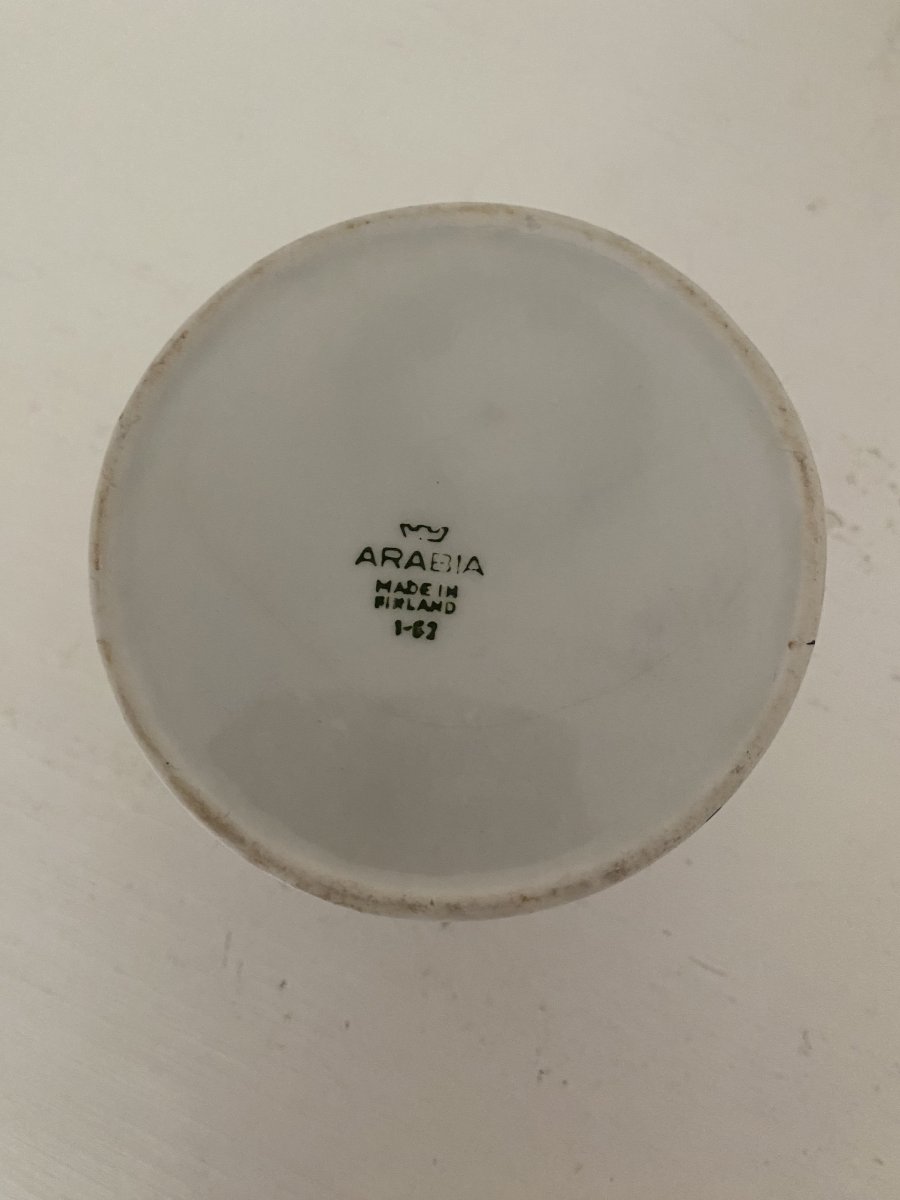 ARABIA
MADE IN
FINLAND
1-62